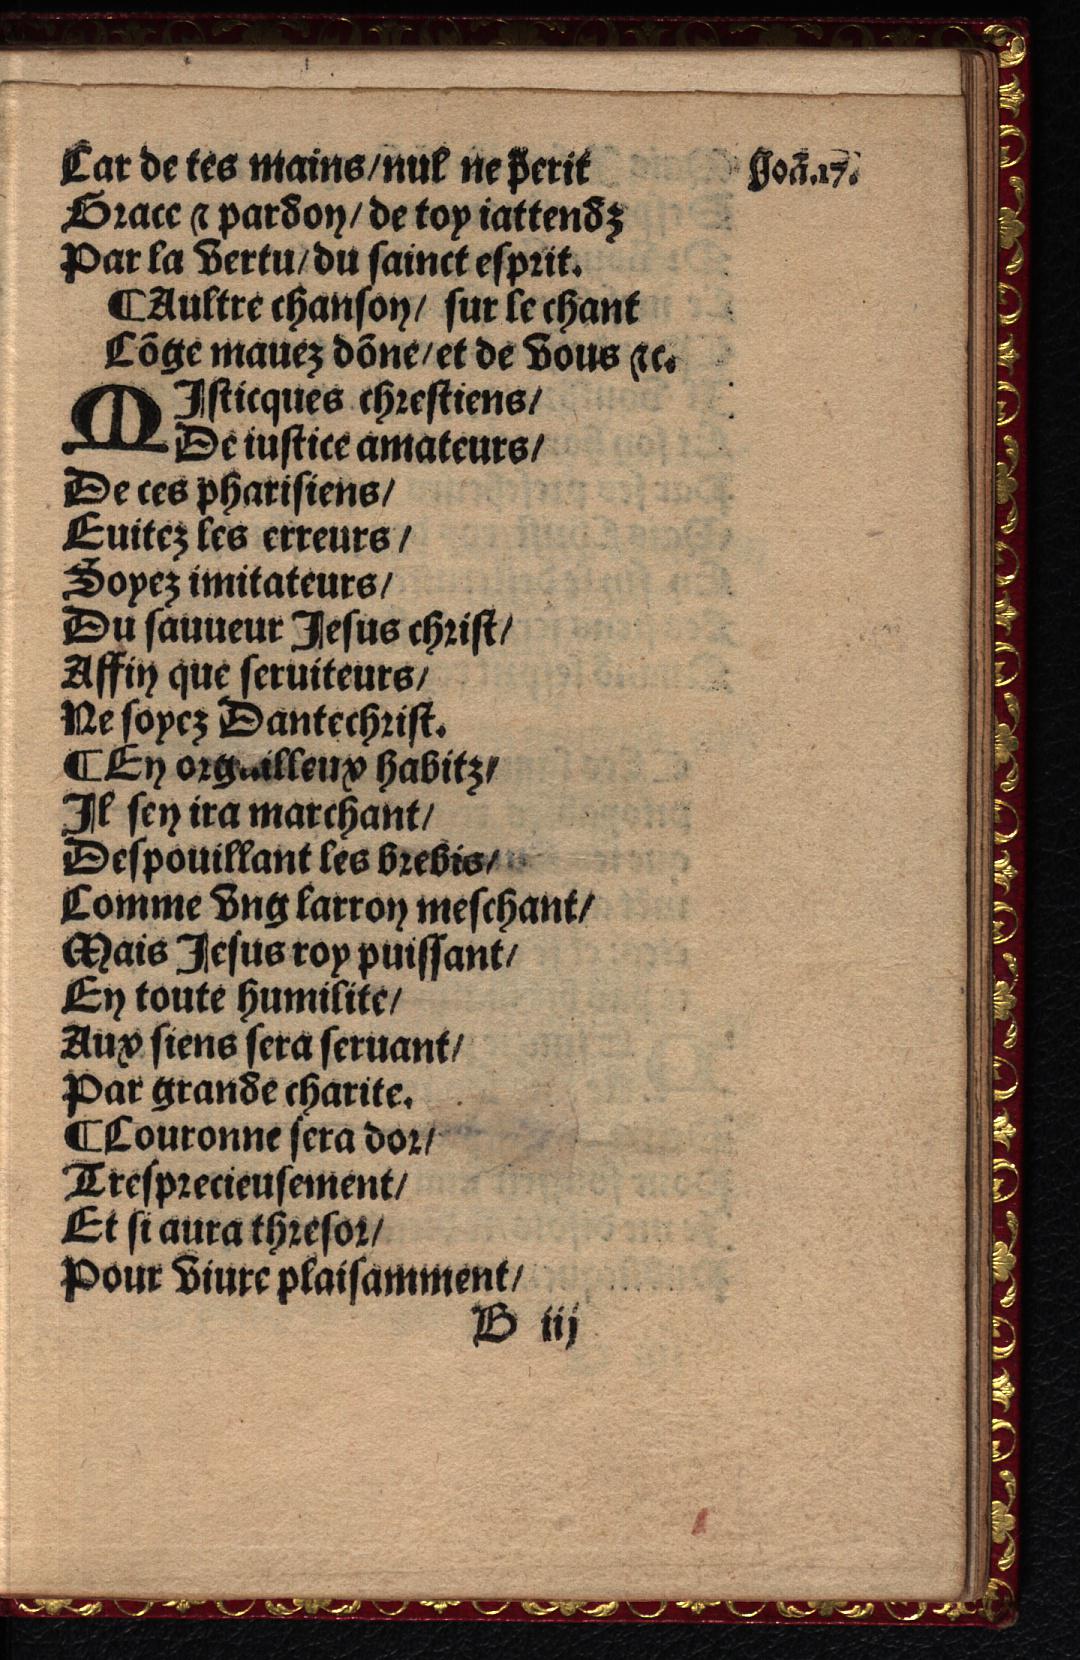 Car de tes mains/nul ne perit Joā.17.
Grace ⁊ pardon/ de toy iattendz
Par la vertu/du sainct esprit.
¶Aultre chanson/ sur le chant
Cōge mauez dōne/et de vous ⁊c.
MIsticques chrestiens/
De iustice amateurs/
De ces pharisiens/
Euitez les erreurs/
Soyez imitateurs/
Du sauueur Jesus christ/
Affin que seruiteurs/
Ne soyez Dantechrist.
¶En orguilleux habitz/
Il sen ira marchant/
Despouillant les brebis/
Comme vng larron meschant/
Mais Jesus roy puissant/
En toute humilite/
Aux siens sera seruant/
Par grande charite.
¶Couronne sera dor/
Tresprecieusement/
Et si aura thresor/
Pour viure plaisamment/
B iij